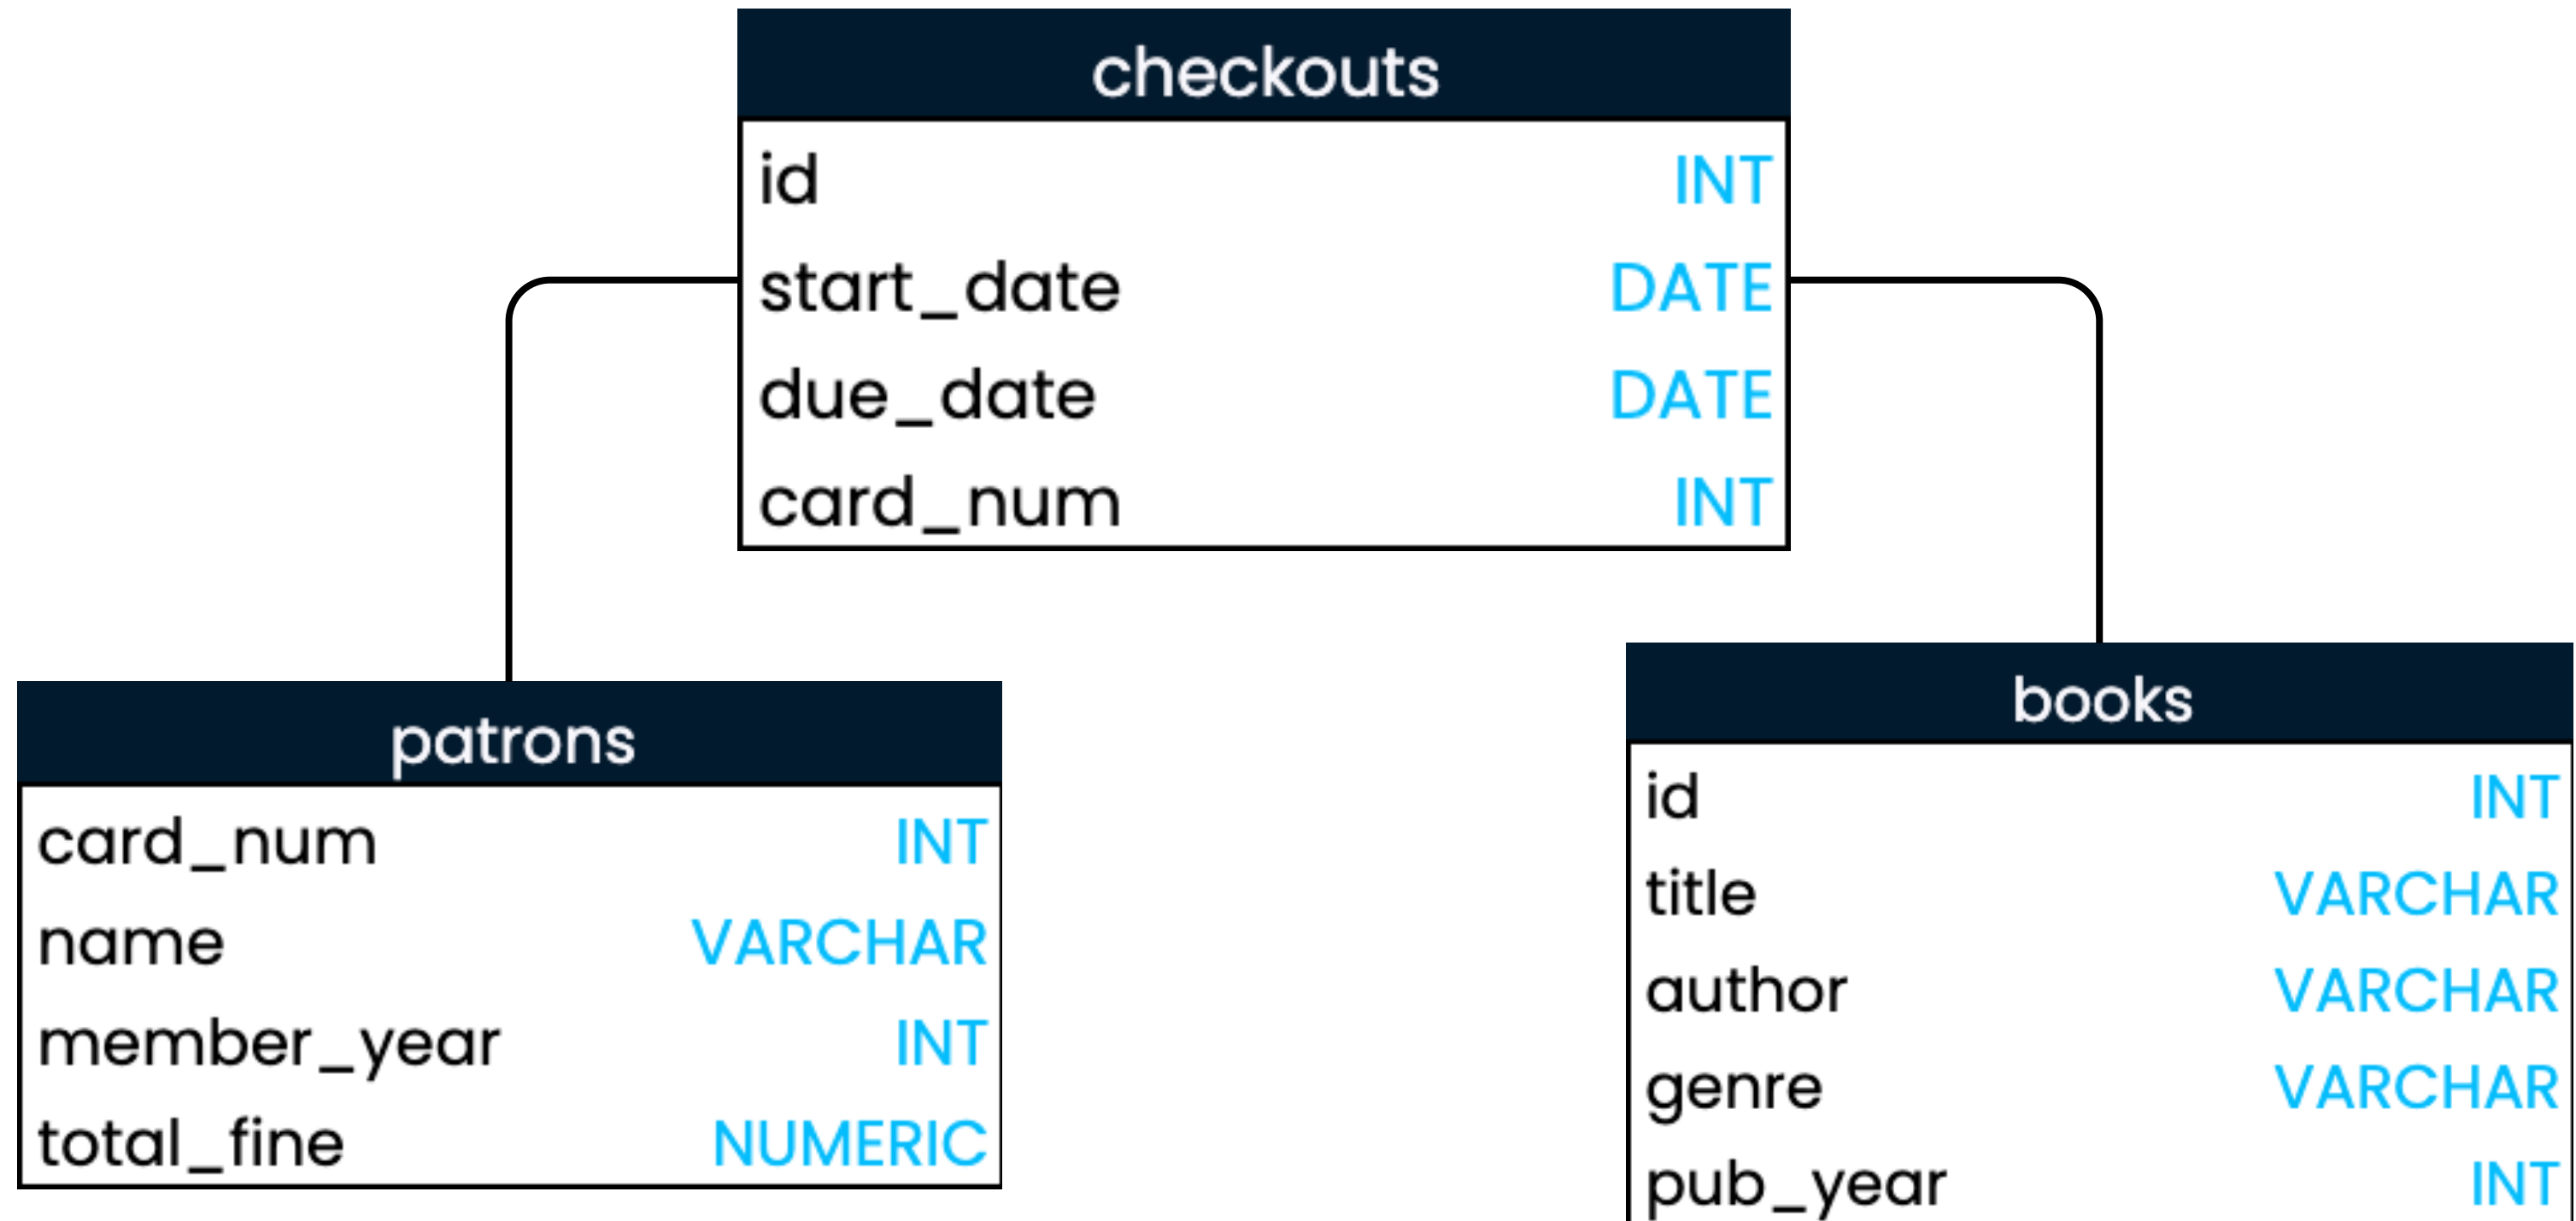 checkouts
id INT
start_date DATE
due_date DATE
card_num INT
patrons
card_num INT
name VARCHAR
member_year INT
total_fine NUMERIC
books
id INT
title VARCHAR
author VARCHAR
genre VARCHAR
pub_year INT